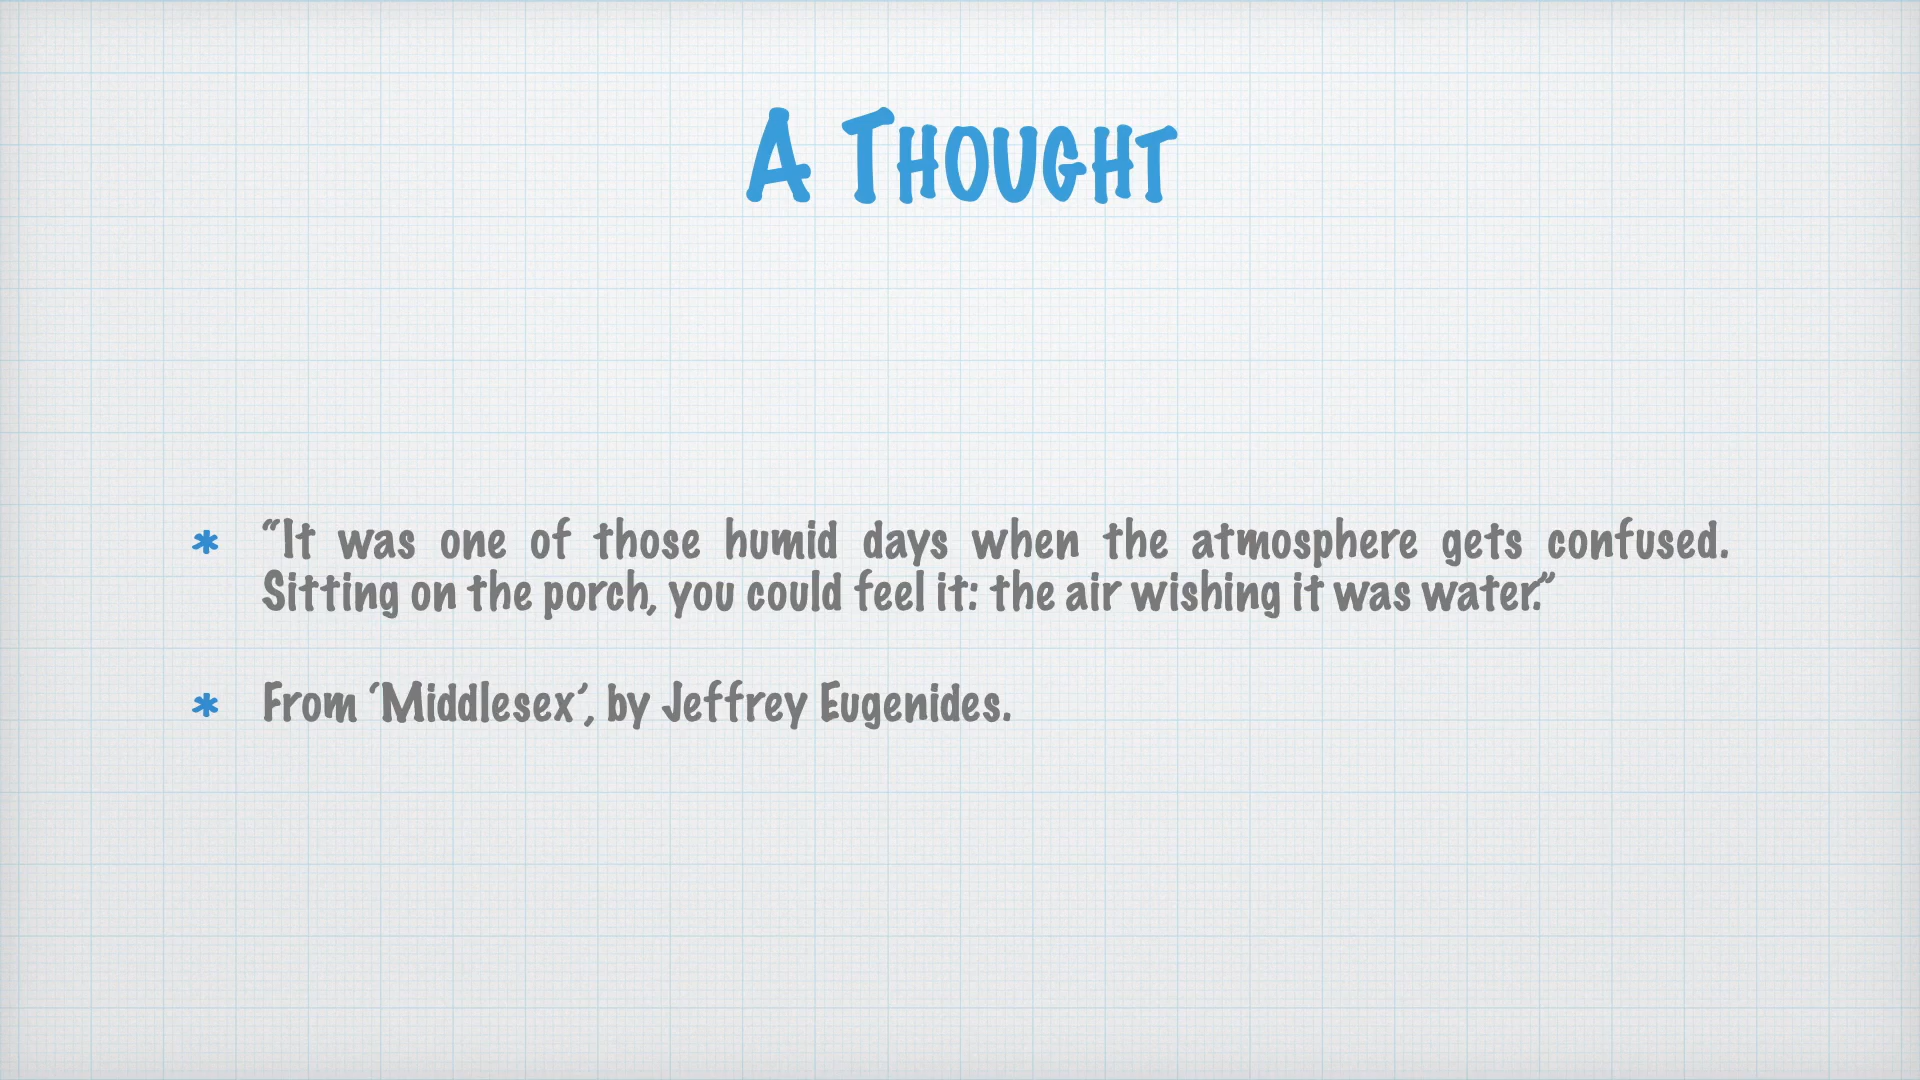 A Thought
* “It was one of those humid days when the atmosphere gets confused.
Sitting on the porch, you could feel it: the air wishing it was water.”
* From ‘Middlesex’, by Jeffrey Eugenides.